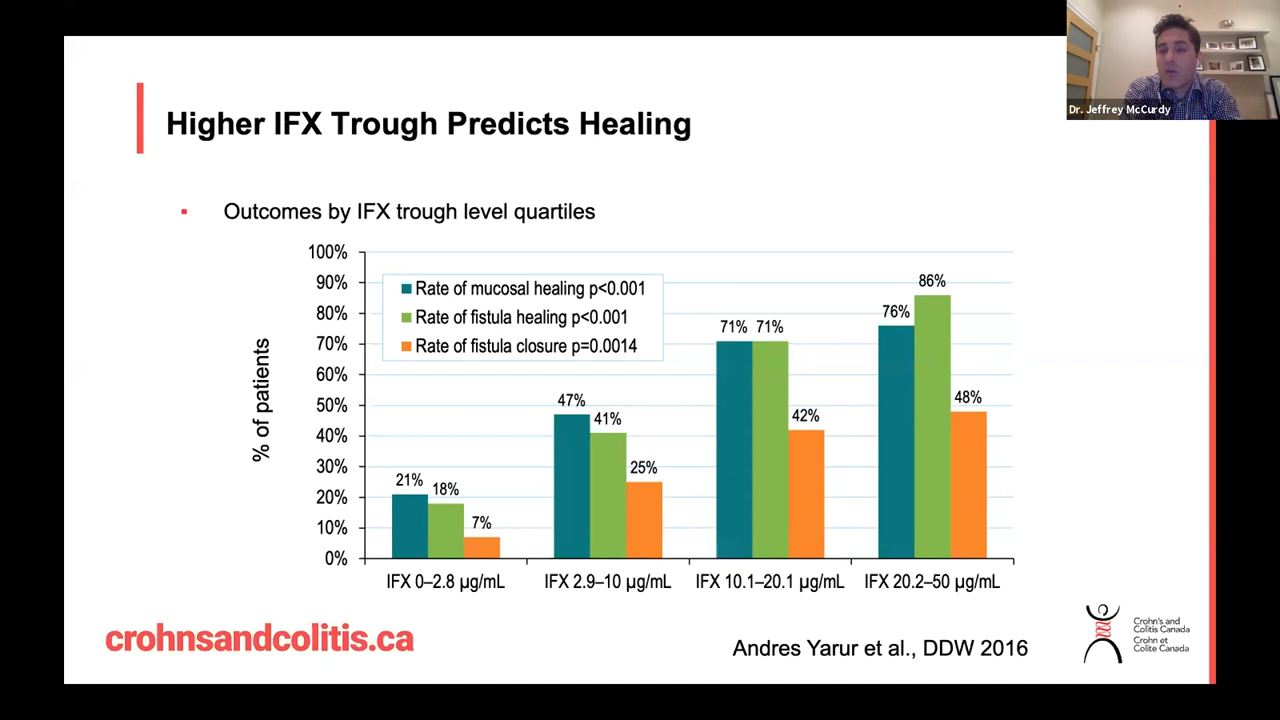 Dr. Jeffrey McCurdy
Higher IFX Trough Predicts Healing
Outcomes by IFX trough level quartiles
% of patients
100%
90%
80%
70%
60%
50%
40%
30%
20%
10%
0%
Rate of mucosal healing p<0.001
Rate of fistula healing p<0.001
Rate of fistula closure p=0.0014
21%
18%
7%
47%
41%
25%
71%
71%
42%
76%
86%
48%
IFX 0–2.8 µg/mL
IFX 2.9–10 µg/mL
IFX 10.1–20.1 µg/mL
IFX 20.2–50 µg/mL
crohnsandcolitis.ca
Andres Yarur et al., DDW 2016
Crohn's and
Colitis Canada
Crohn et
Colite Canada